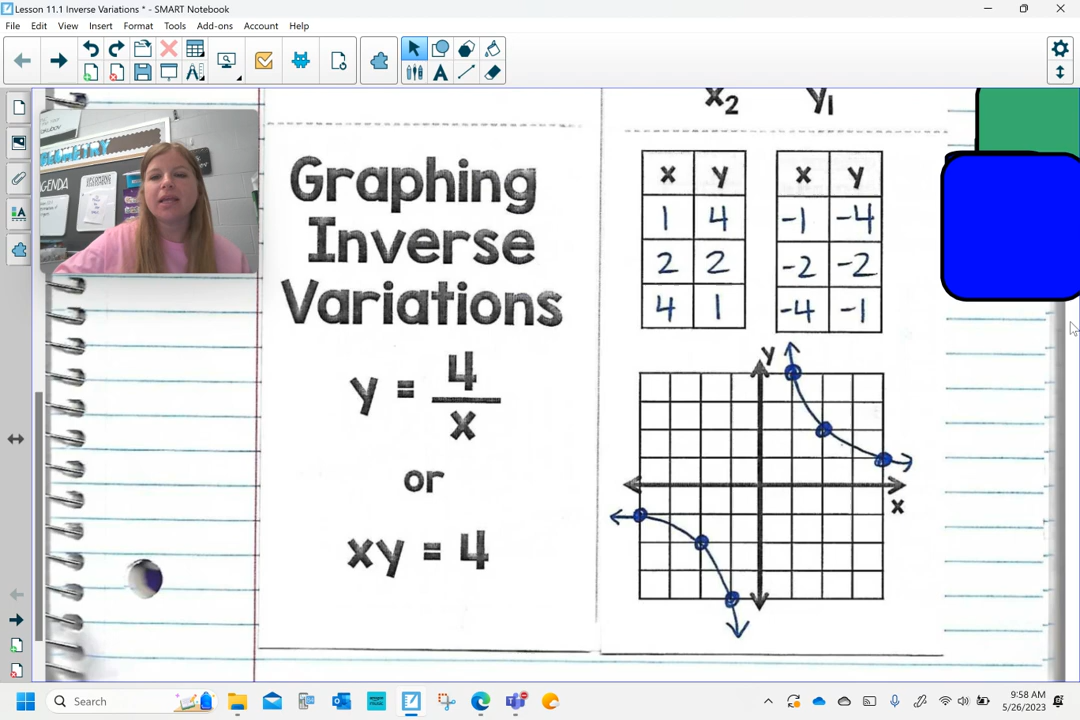 Lesson 11.1 Inverse Variations * - SMART Notebook
File Edit View Insert Format Tools Add-ons Account Help
x₂ y₁
Graphing
Inverse
Variations
y = 4/x
or
xy = 4
x y
1 4
2 2
4 1
x y
-1 -4
-2 -2
-4 -1
y
x
AGENDA
Search
9:58 AM
5/26/2023